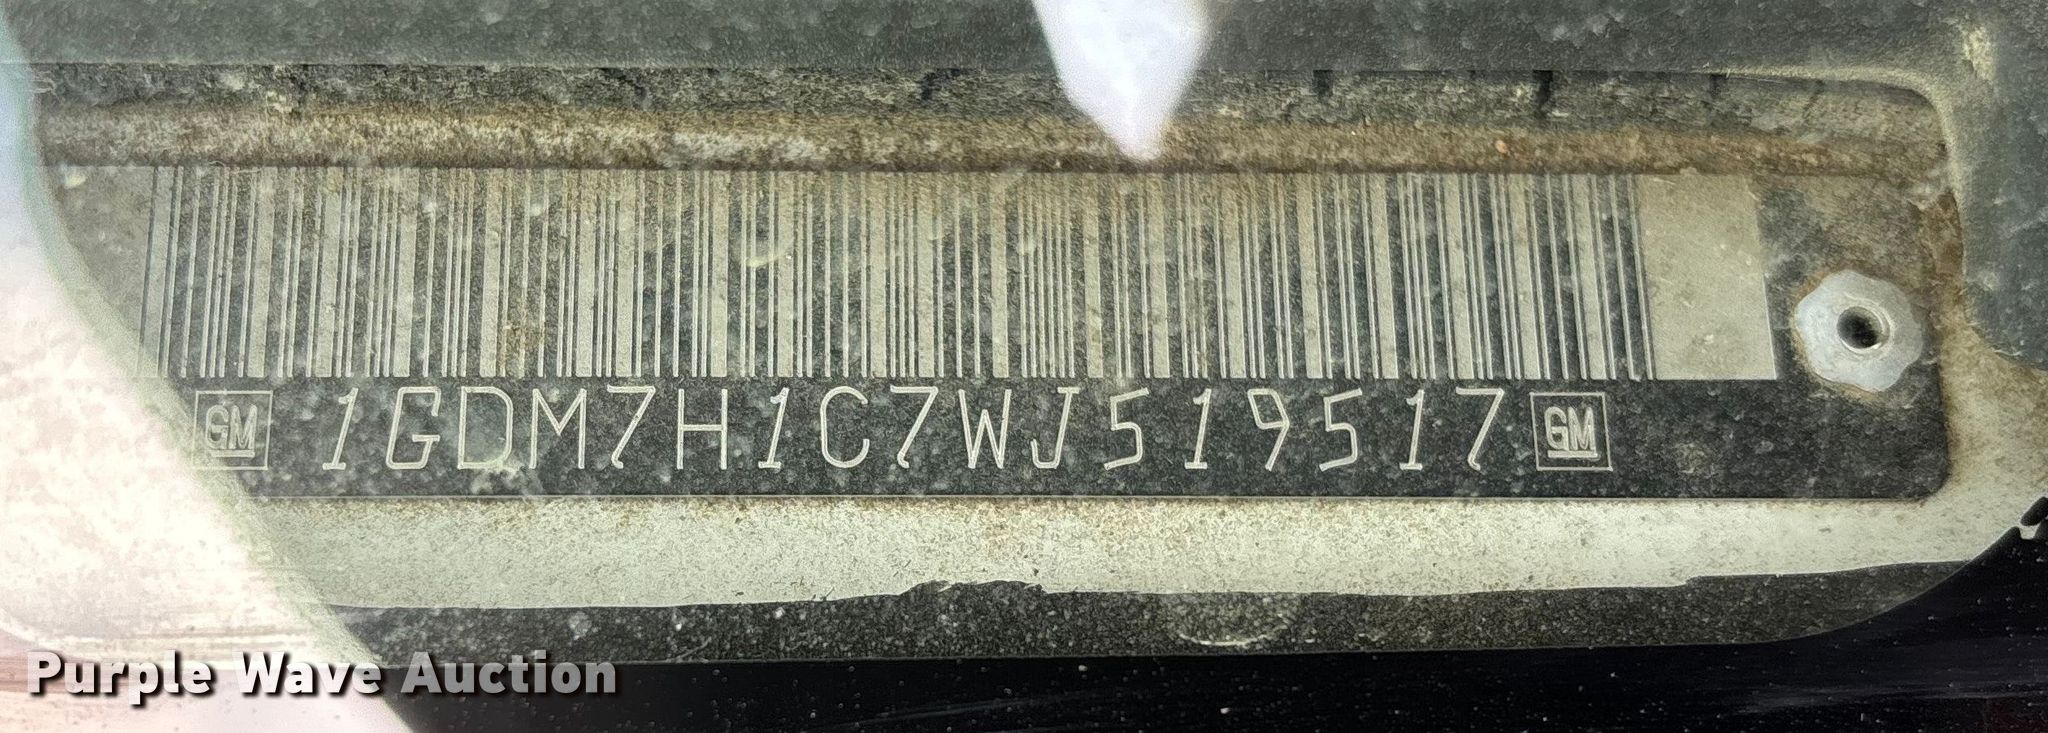 GM 1GDM7H1C7WJ519517 GM
Purple Wave Auction